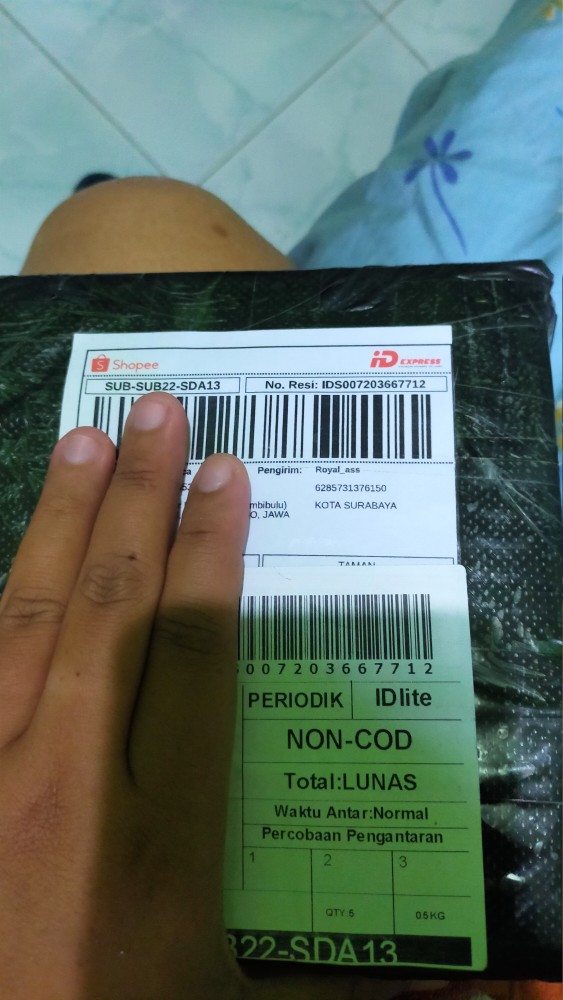 Shopee
iD EXPRESS
SUB-SUB22-SDA13
No. Resi: IDS007203667712
Pengirim: Royal_ass
6285731376150
mbibulu) KOTA SURABAYA
O, JAWA
TAMAN
007203667712
PERIODIK IDlite
NON-COD
Total:LUNAS
Waktu Antar:Normal
Percobaan Pengantaran
1 2 3
QTY:5 05KG
B22-SDA13